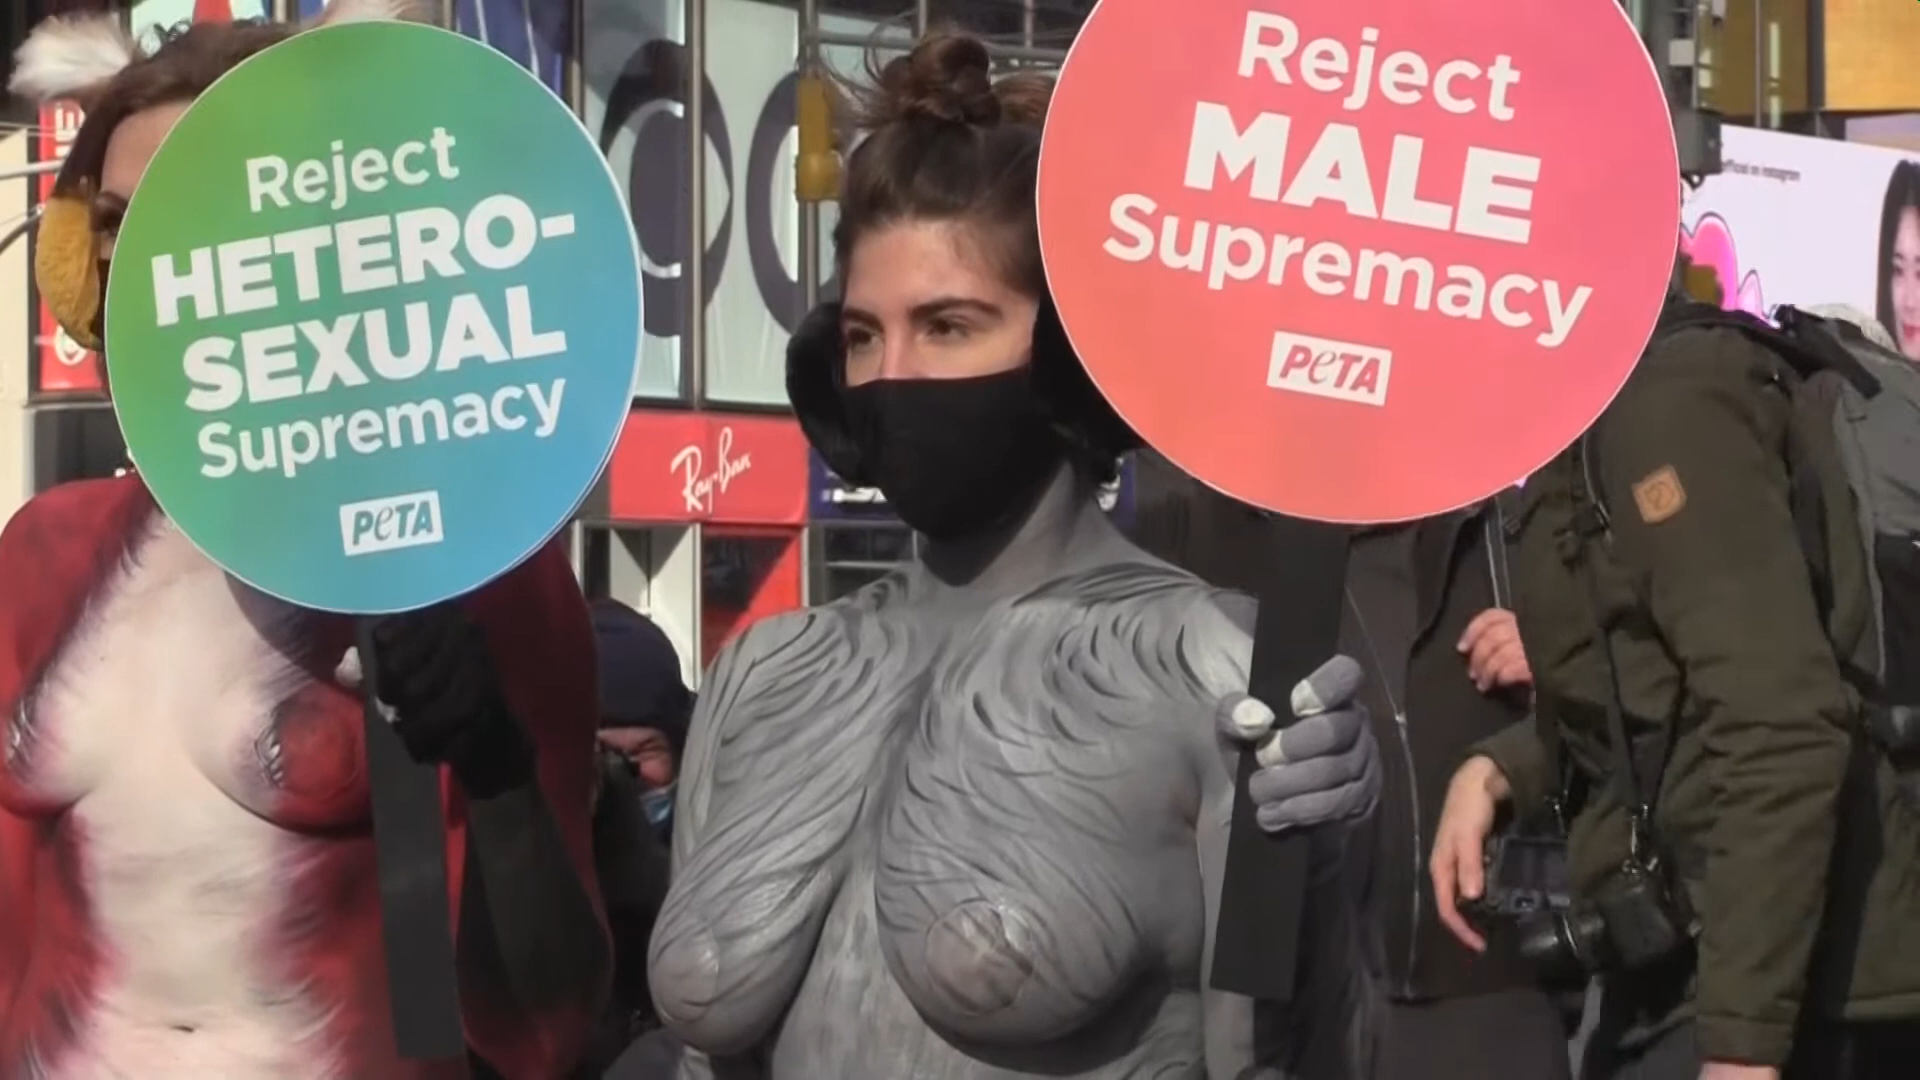 Reject
HETERO-
SEXUAL
Supremacy
PeTA
Reject
MALE
Supremacy
PeTA
Ray-Ban